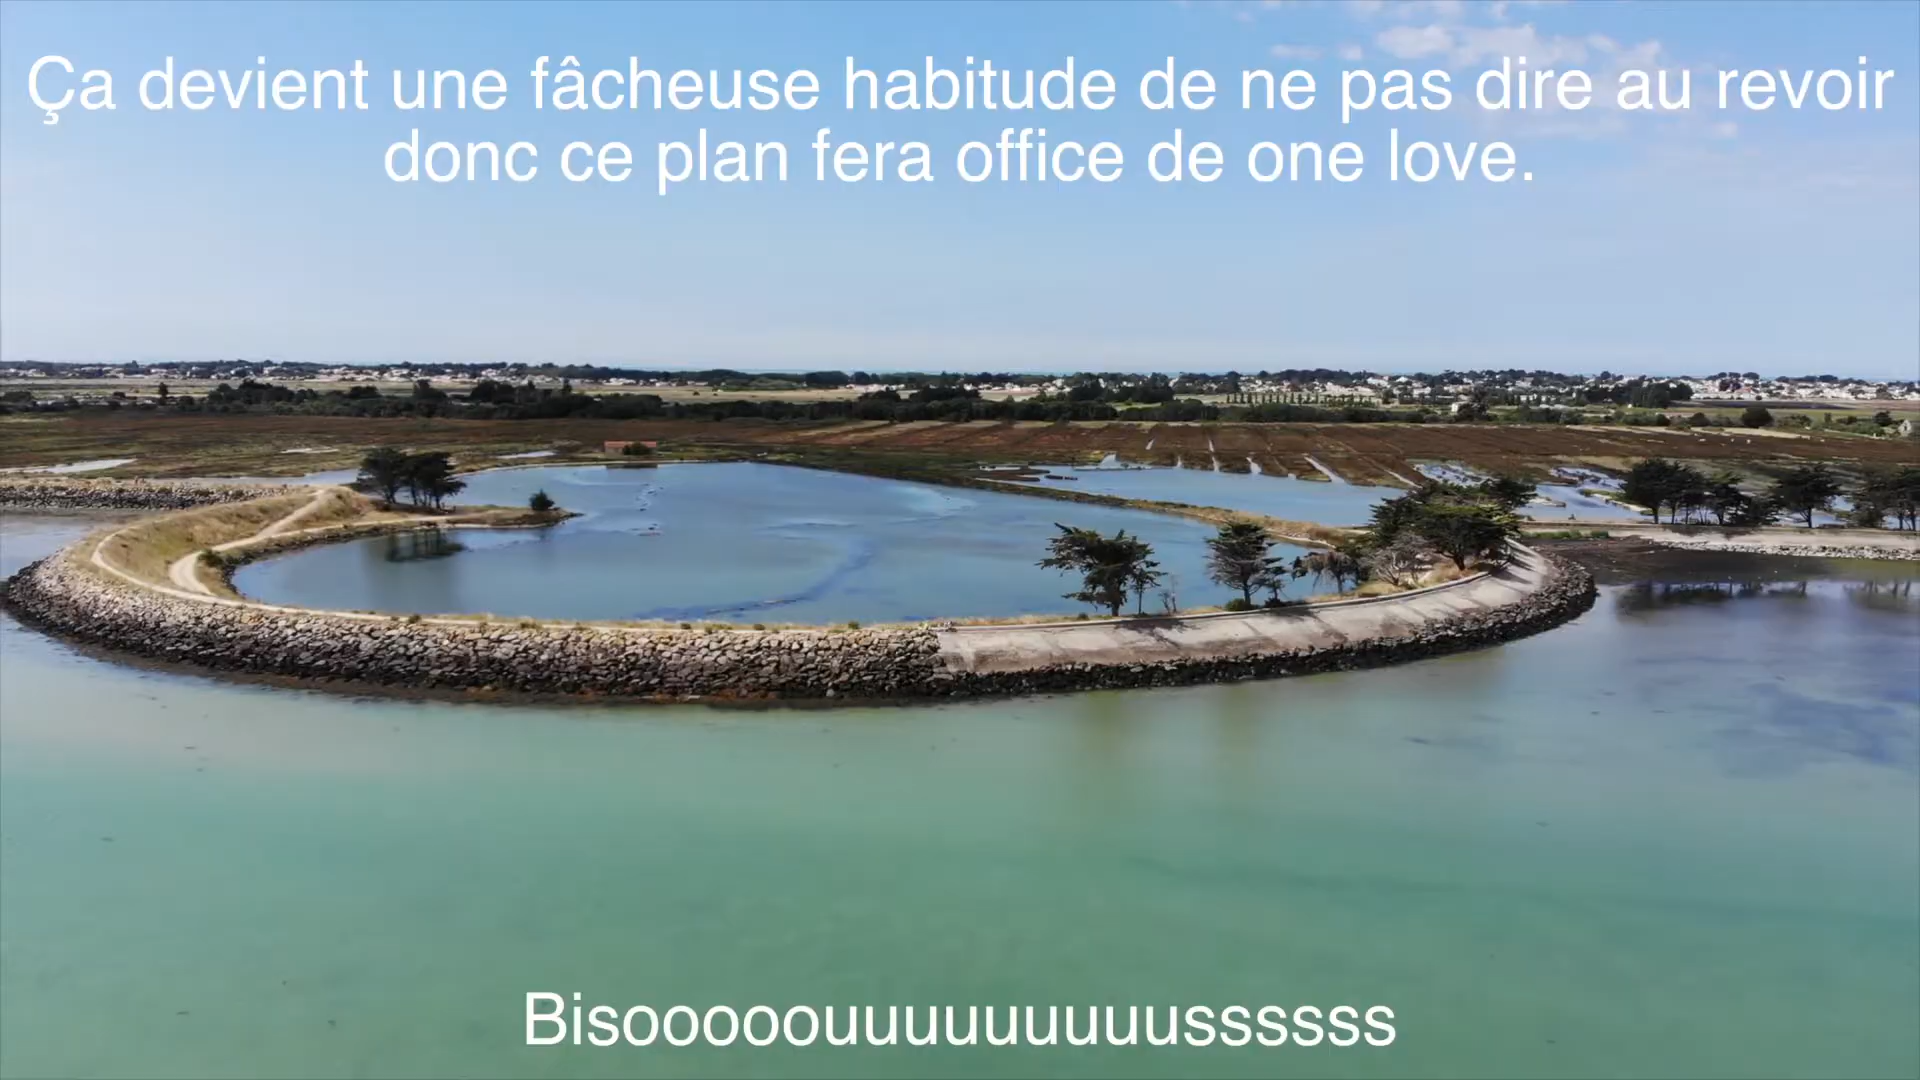 Ça devient une fâcheuse habitude de ne pas dire au revoir
donc ce plan fera office de one love.
Bisooooouuuuuuuuuussssss